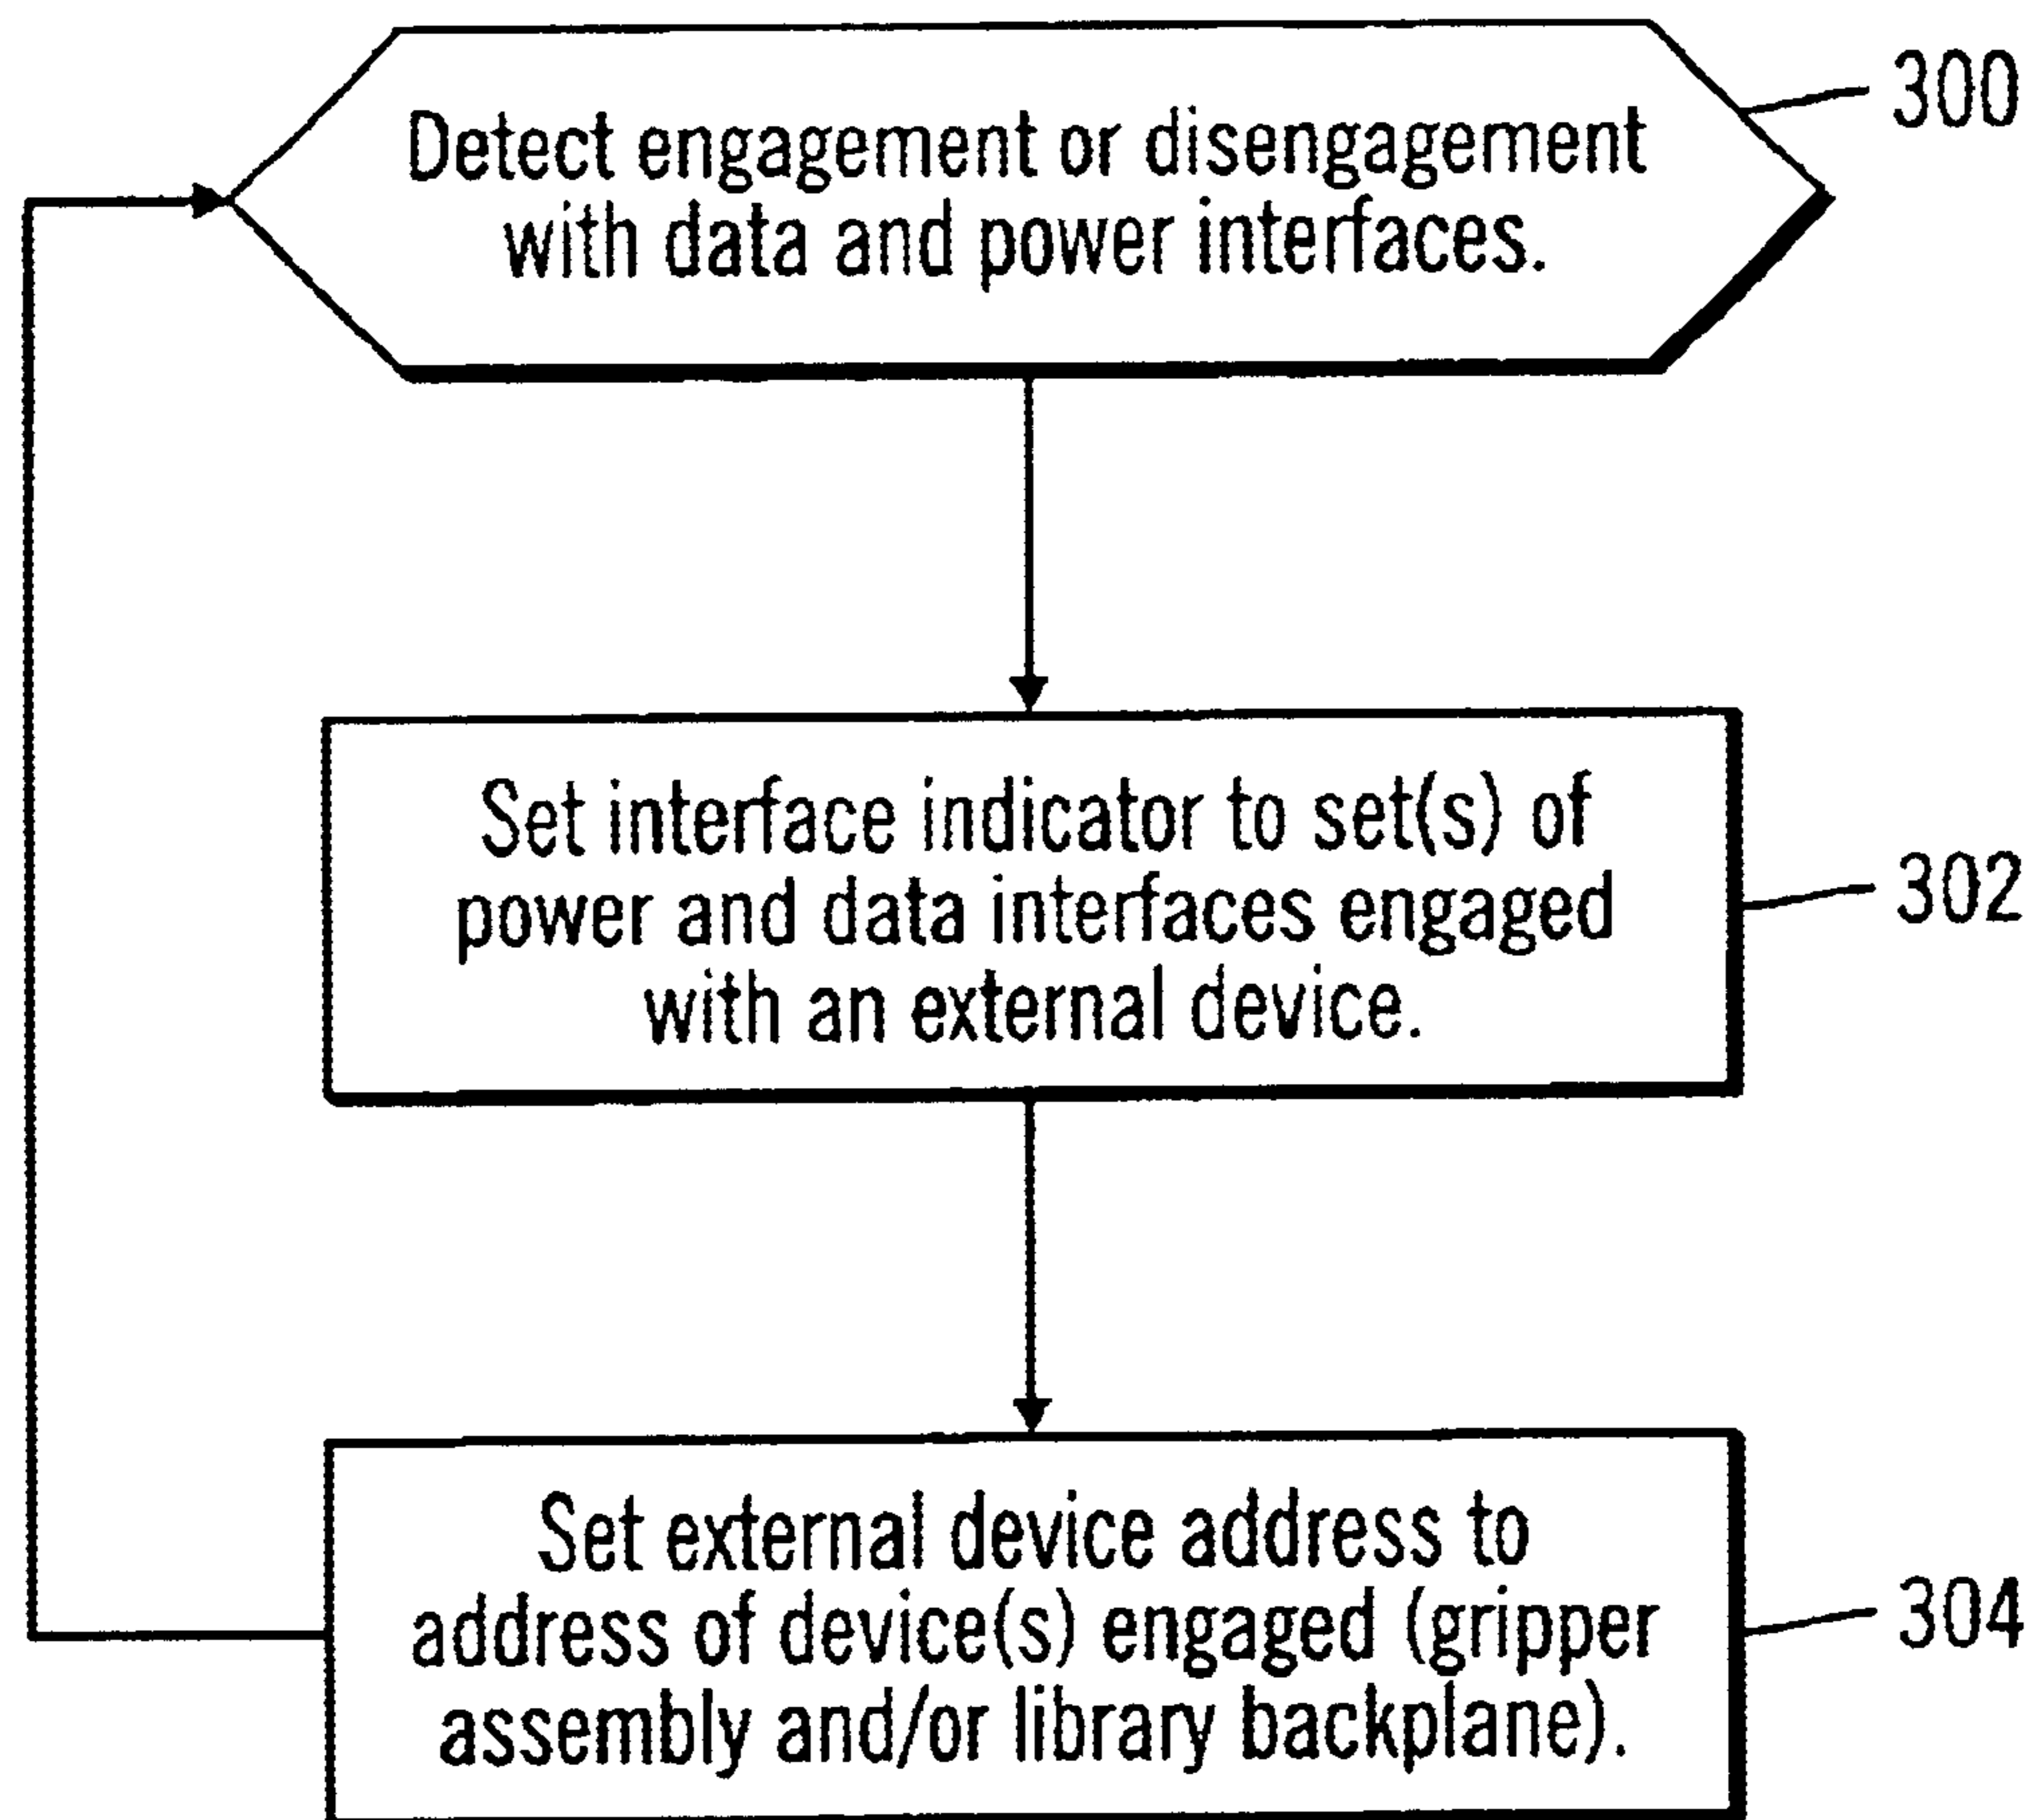 Detect engagement or disengagement
with data and power interfaces.
300
Set interface indicator to set(s) of
power and data interfaces engaged
with an external device.
302
Set external device address to
address of device(s) engaged (gripper
assembly and/or library backplane).
304